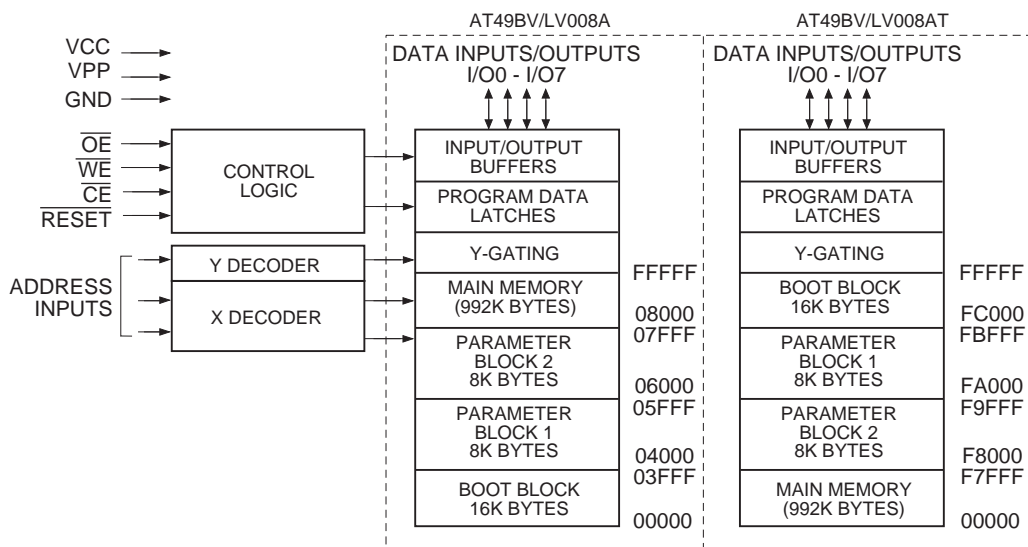 AT49BV/LV008A
AT49BV/LV008AT
VCC
VPP
GND
OE
WE
CE
RESET
ADDRESS
INPUTS
CONTROL
LOGIC
Y DECODER
X DECODER
DATA INPUTS/OUTPUTS
I/O0 - I/O7
INPUT/OUTPUT
BUFFERS
PROGRAM DATA
LATCHES
Y-GATING
MAIN MEMORY
(992K BYTES)
PARAMETER
BLOCK 2
8K BYTES
PARAMETER
BLOCK 1
8K BYTES
BOOT BLOCK
16K BYTES
FFFFF
08000
07FFF
06000
05FFF
04000
03FFF
00000
DATA INPUTS/OUTPUTS
I/O0 - I/O7
INPUT/OUTPUT
BUFFERS
PROGRAM DATA
LATCHES
Y-GATING
BOOT BLOCK
16K BYTES
PARAMETER
BLOCK 1
8K BYTES
PARAMETER
BLOCK 2
8K BYTES
MAIN MEMORY
(992K BYTES)
FFFFF
FC000
FBFFF
FA000
F9FFF
F8000
F7FFF
00000